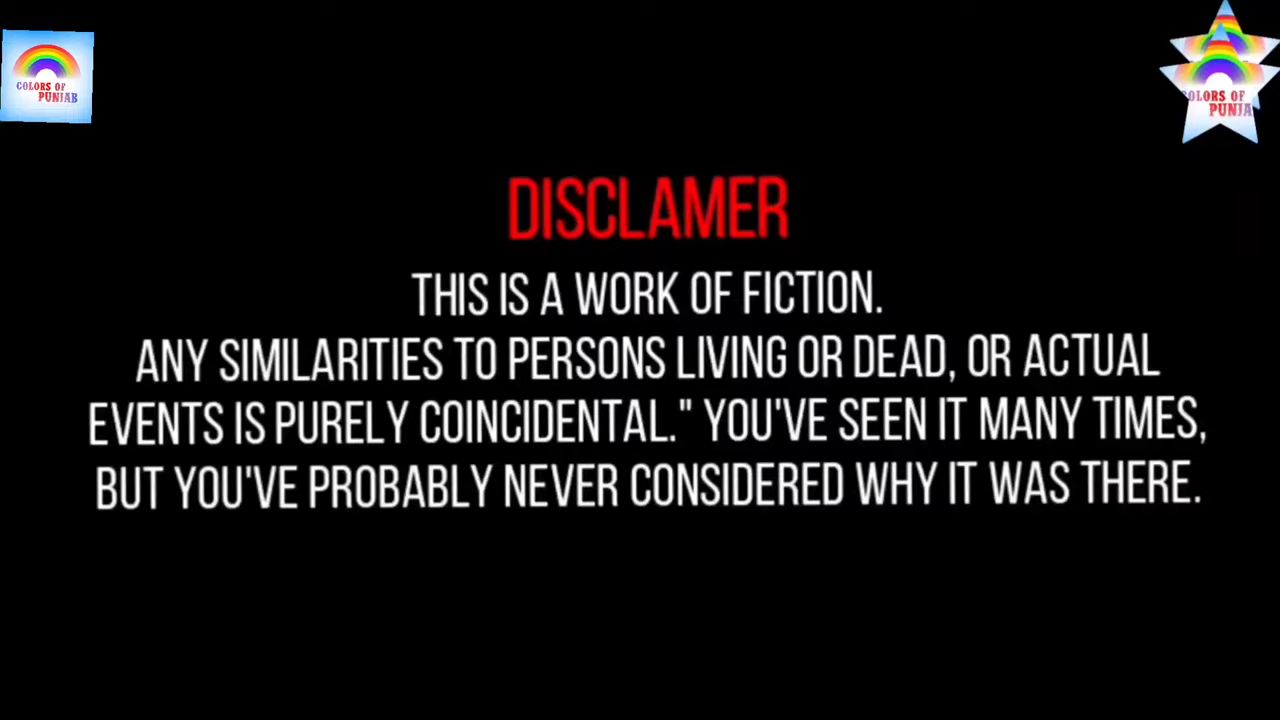 COLORS OF
PUNJAB
COLORS OF
PUNJA
DISCLAMER
THIS IS A WORK OF FICTION.
ANY SIMILARITIES TO PERSONS LIVING OR DEAD, OR ACTUAL
EVENTS IS PURELY COINCIDENTAL." YOU'VE SEEN IT MANY TIMES,
BUT YOU'VE PROBABLY NEVER CONSIDERED WHY IT WAS THERE.